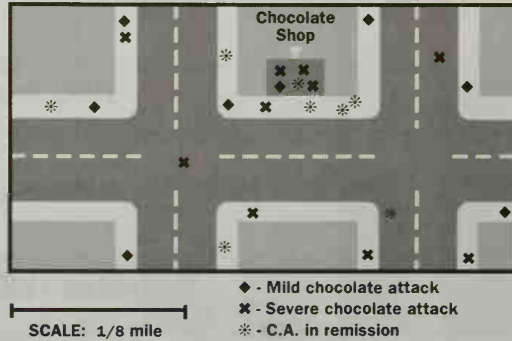 Chocolate
Shop
◆ - Mild chocolate attack
✖ - Severe chocolate attack
SCALE: 1/8 mile
✳ - C.A. in remission